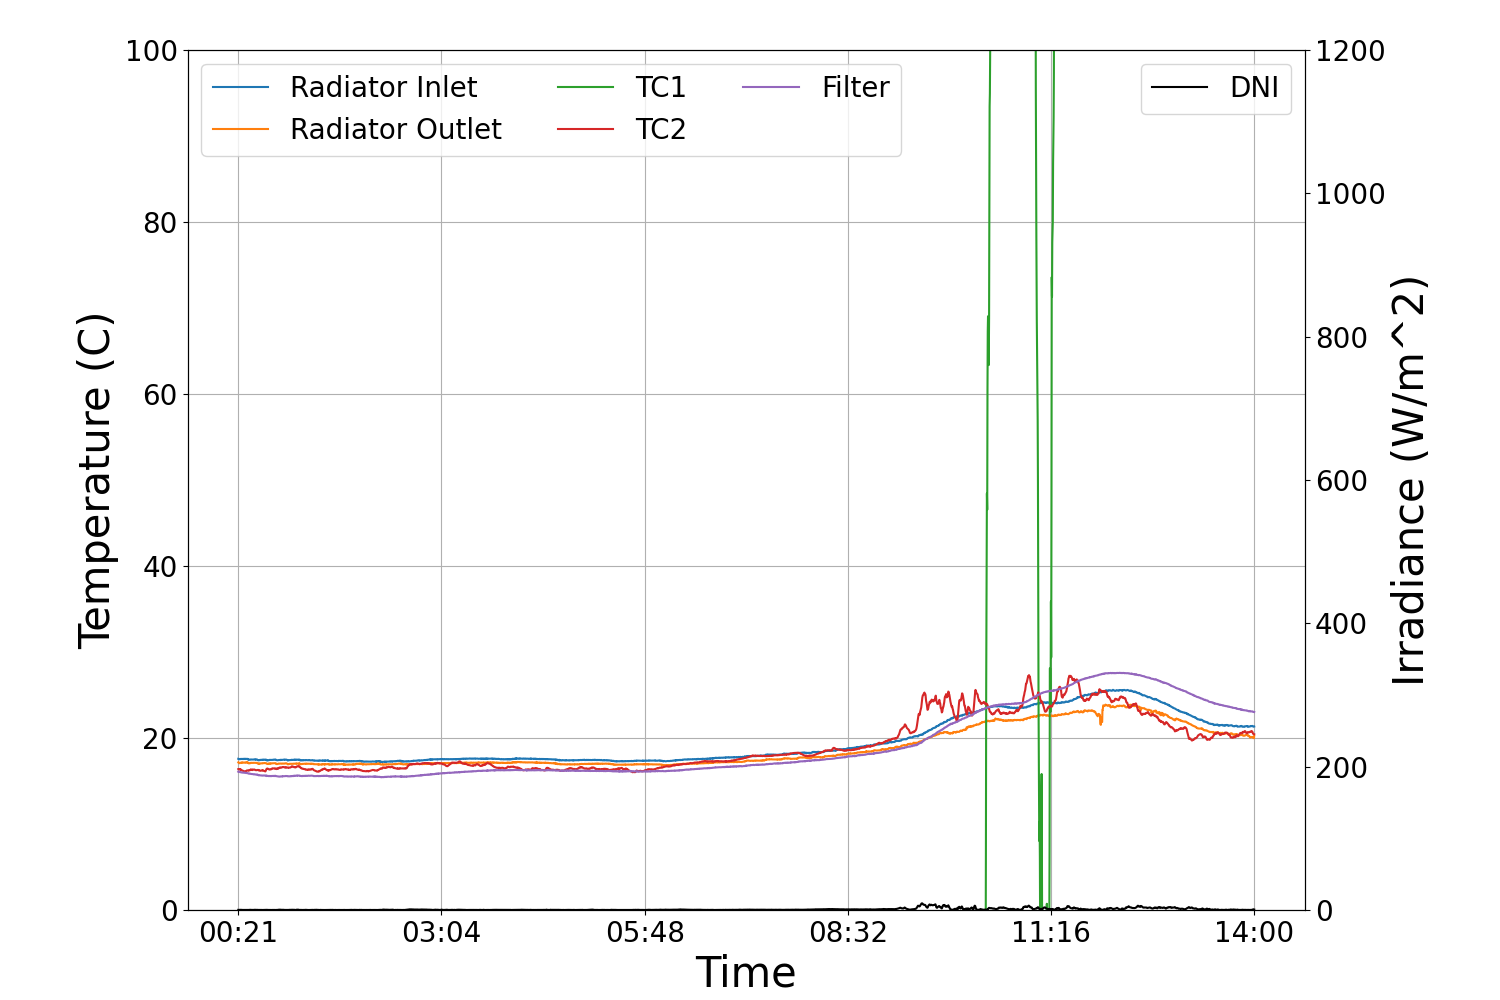 Radiator Inlet
Radiator Outlet
TC1
TC2
Filter
DNI
100
80
60
40
20
0
Temperature (C)
1200
1000
800
600
400
200
0
Irradiance (W/m^2)
00:21 03:04 05:48 08:32 11:16 14:00
Time